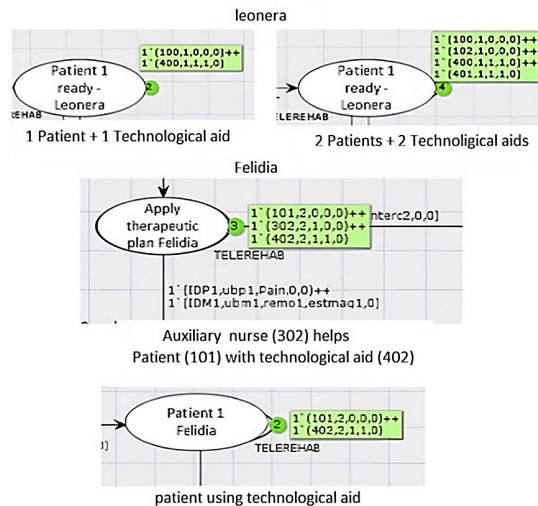 leonera
Patient 1
ready -
Leonera
2
1`(100,1,0,0,0)++
1`(400,1,1,1,0)
EHAB
1 Patient + 1 Technological aid
Patient 1
ready -
Leonera
4
1`(100,1,0,0,0)++
1`(102,1,0,0,0)++
1`(400,1,1,1,0)++
1`(401,1,1,1,0)
ELEREHAB
2 Patients + 2 Technoligical aids
Felidia
Apply
therapeutic
plan Felidia
3
1`(101,2,0,0,0)++
1`(302,2,1,0,0)++
1`(402,2,1,1,0)
nterc2,0,0]
TELEREHAB
1`[IDP1,ubp1,Pain,0,0)++
1`[IDM1,ubm1,remo1,estmaq1,0]
Auxiliary nurse (302) helps
Patient (101) with technological aid (402)
Patient 1
Felidia
2
1`(101,2,0,0,0)++
1`(402,2,1,1,0)
TELEREHAB
patient using technological aid